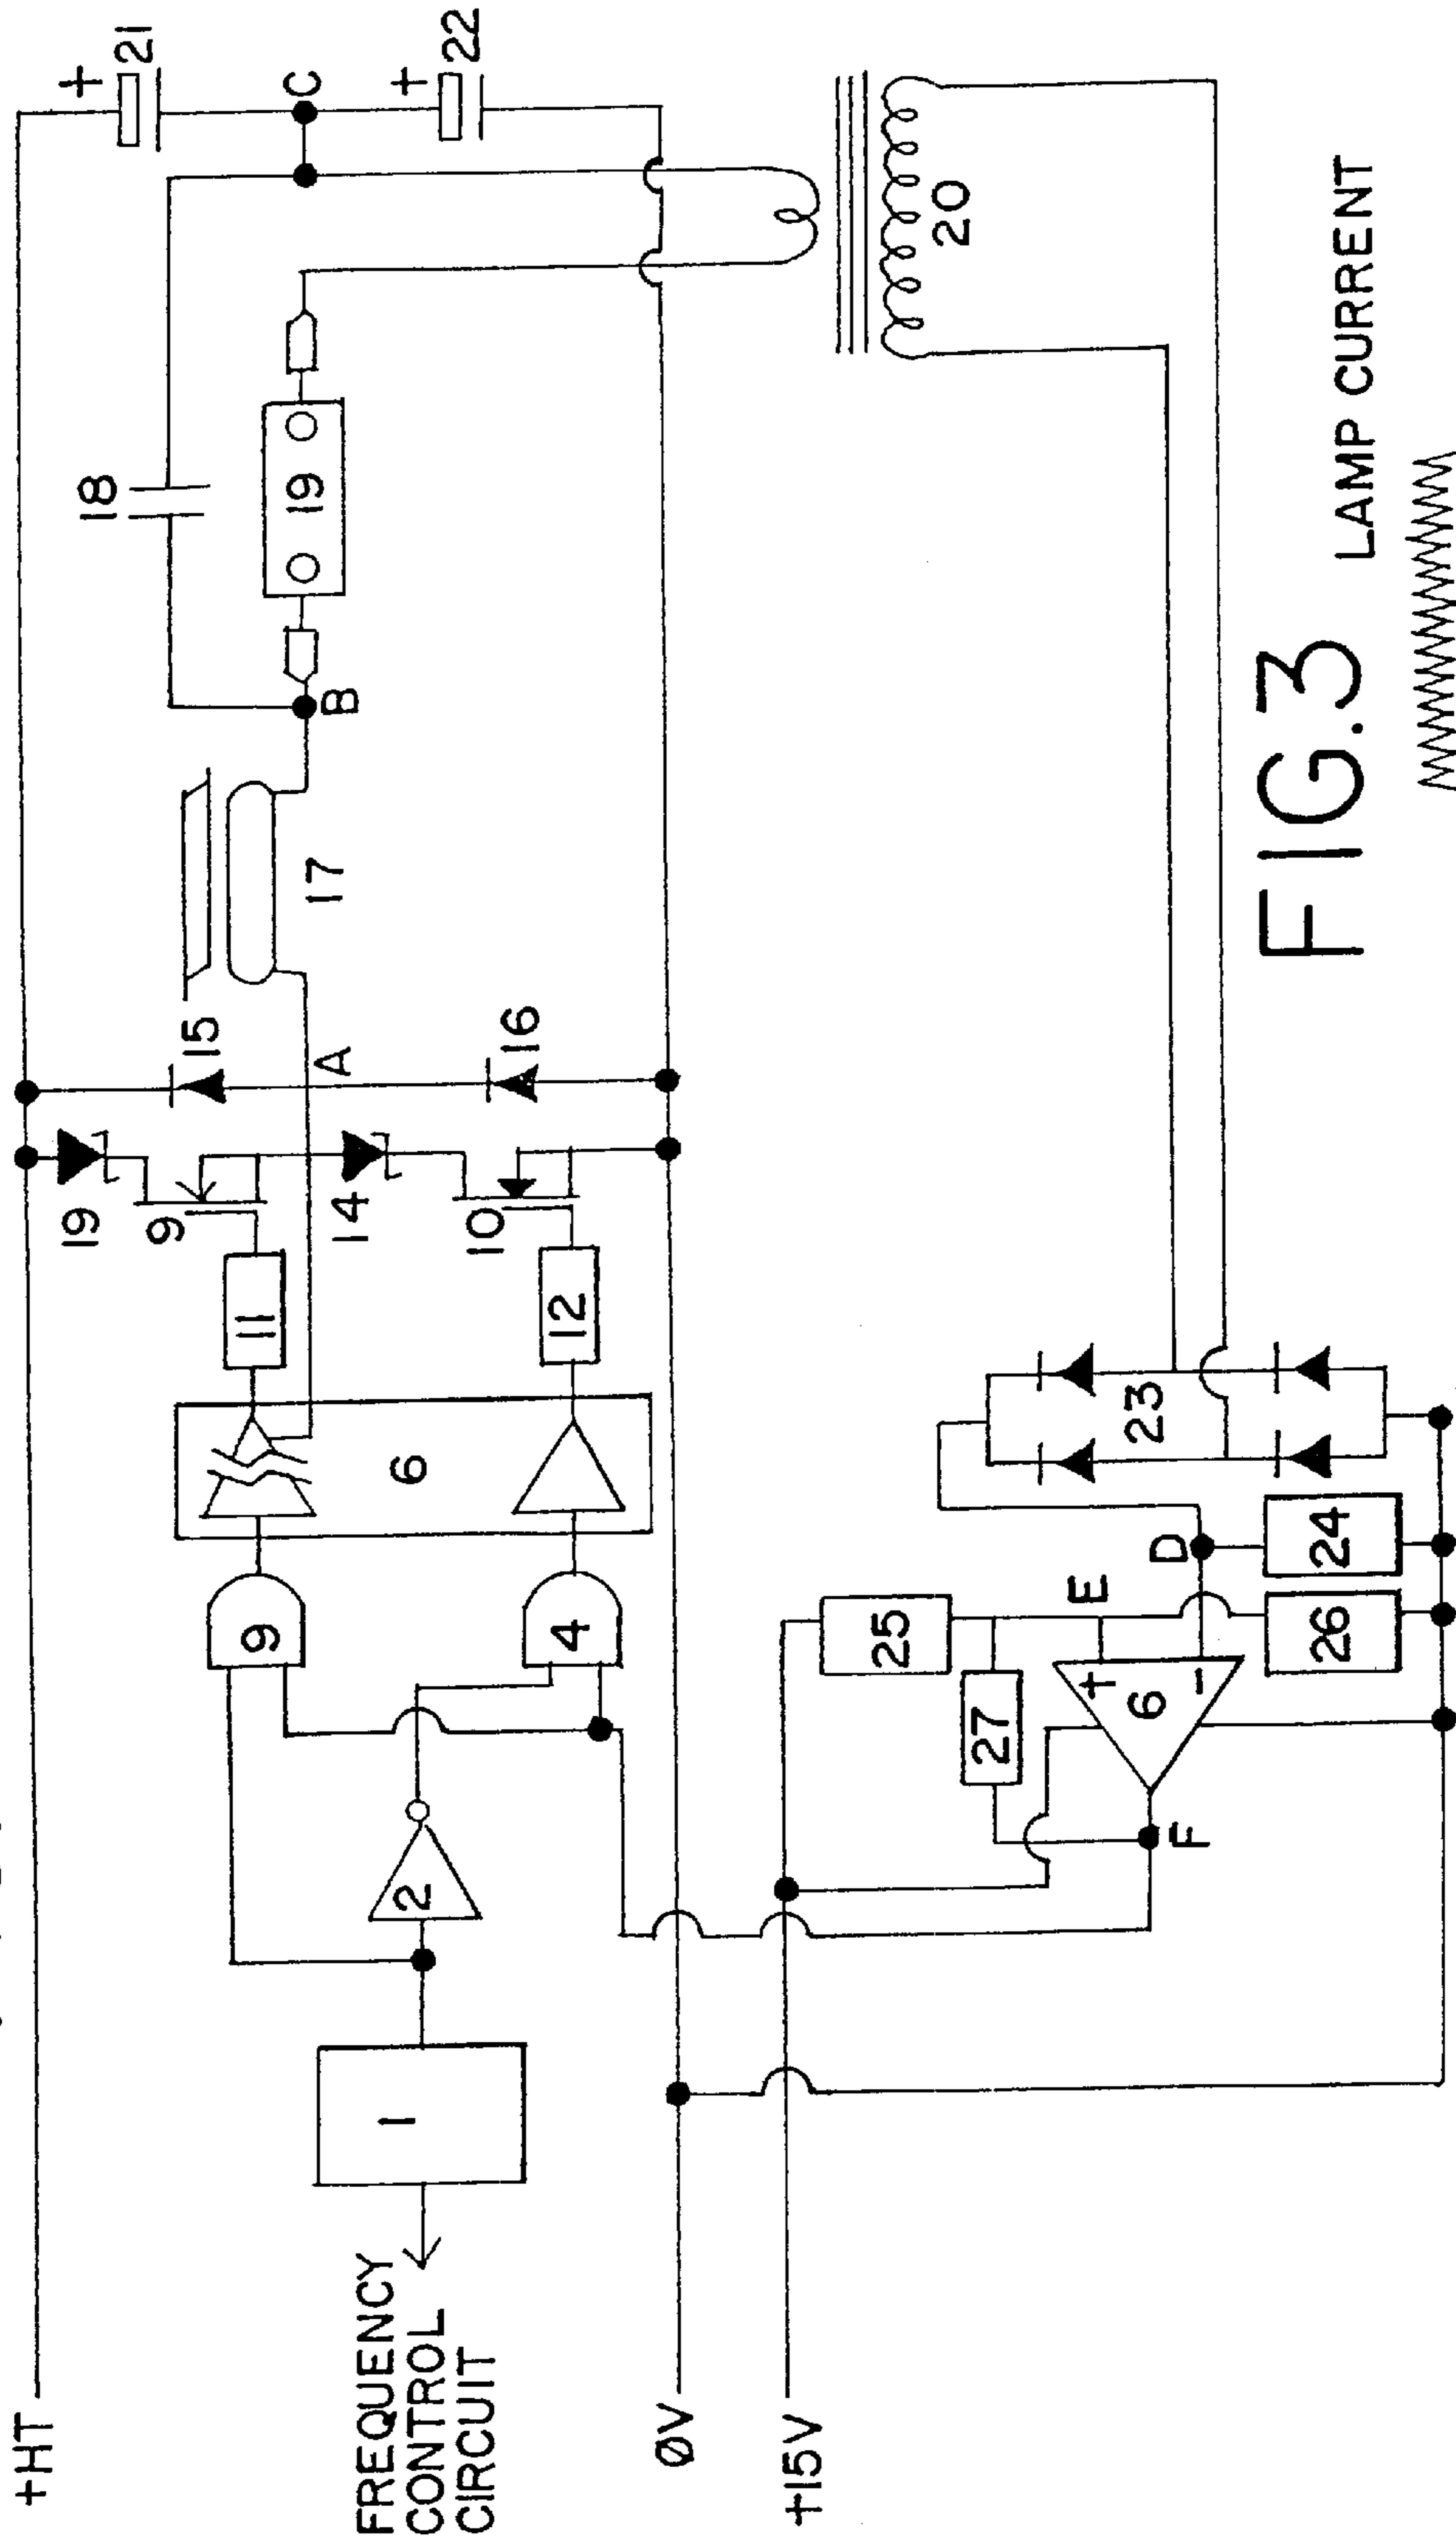 +HT
19
15
21
+
18
9
11
9
17
C
FREQUENCY
CONTROL
CIRCUIT
1
2
6
14
A
B
19
+
22
4
12
10
16
0V
+15V
20
25
27
E
D
23
+
6
-
F
26
24
FIG.3
LAMP CURRENT